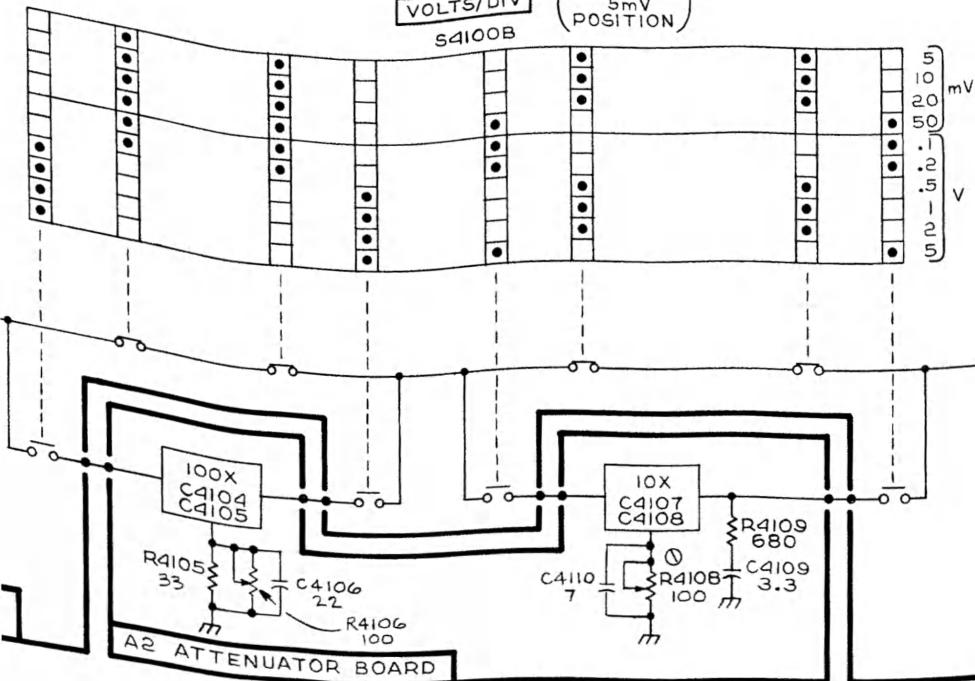 VOLTS/DIV
5mV
POSITION
S4100B
5
10
20
50
mV
.1
.2
.5
1
2
5
V
100X
C4104
C4105
10X
C4107
C4108
R4109
680
C4109
3.3
R4105
33
C4106
22
R4106
100
C4110
7
R4108
100
A2 ATTENUATOR BOARD